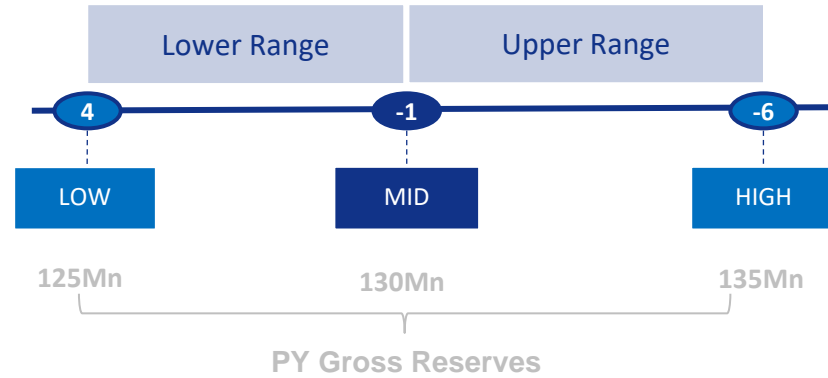 Lower Range Upper Range
4 -1 -6
LOW MID HIGH
125Mn 130Mn 135Mn
PY Gross Reserves